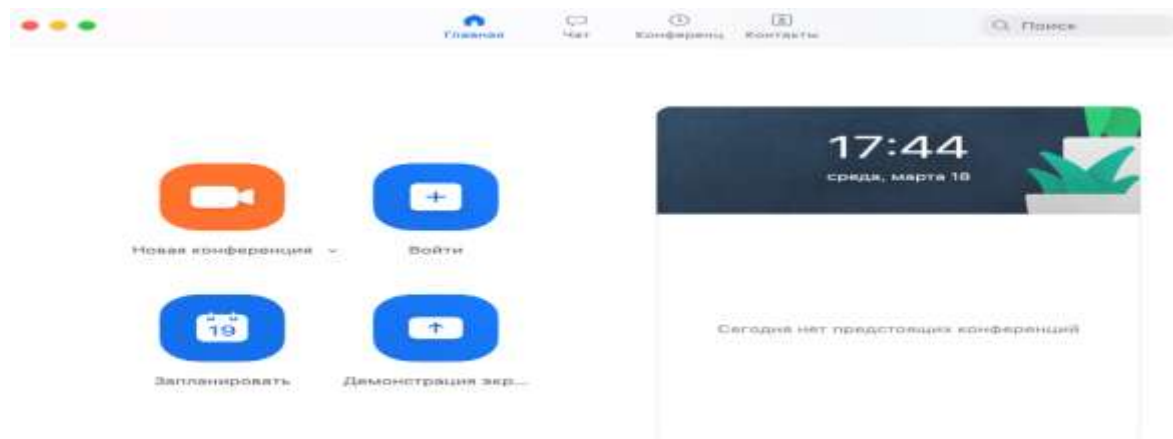 Главная Чат Конференц Контакты Поиск
17:44
среда, марта 18
Новая конференция Войти
19
Запланировать Демонстрация экр...
Сегодня нет предстоящих конференций